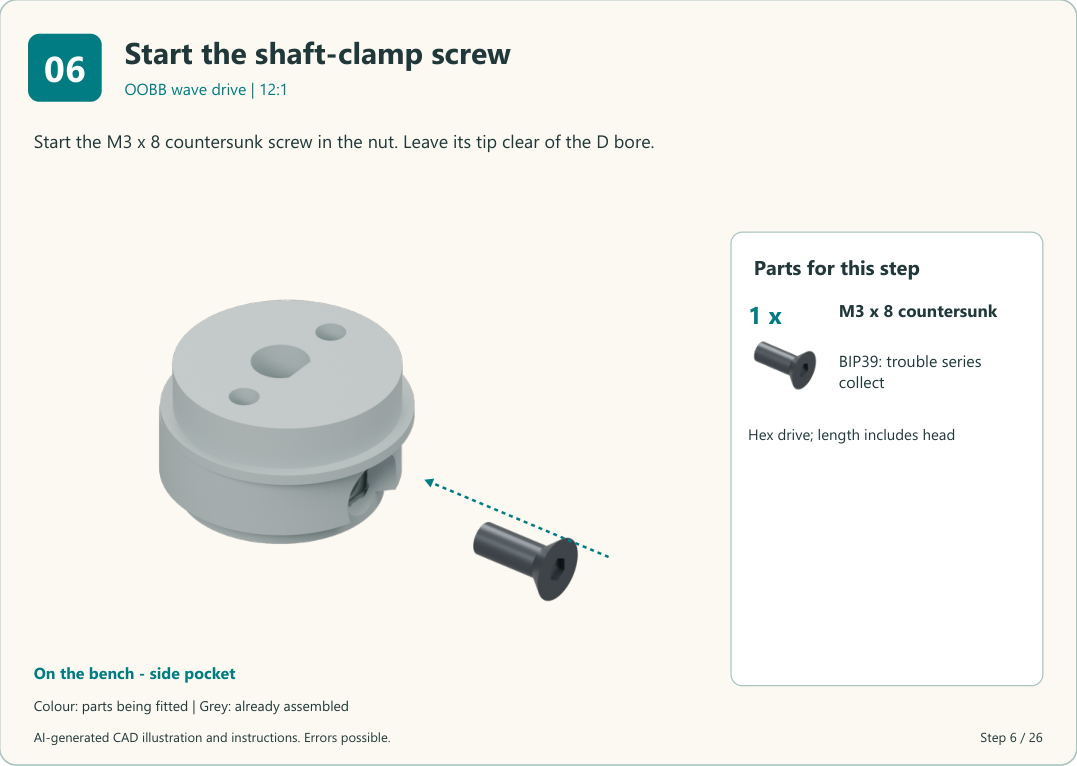 06
Start the shaft-clamp screw
OOBB wave drive | 12:1
Start the M3 x 8 countersunk screw in the nut. Leave its tip clear of the D bore.
Parts for this step
1 x
M3 x 8 countersunk
BIP39: trouble series
collect
Hex drive; length includes head
On the bench - side pocket
Colour: parts being fitted | Grey: already assembled
AI-generated CAD illustration and instructions. Errors possible.
Step 6 / 26